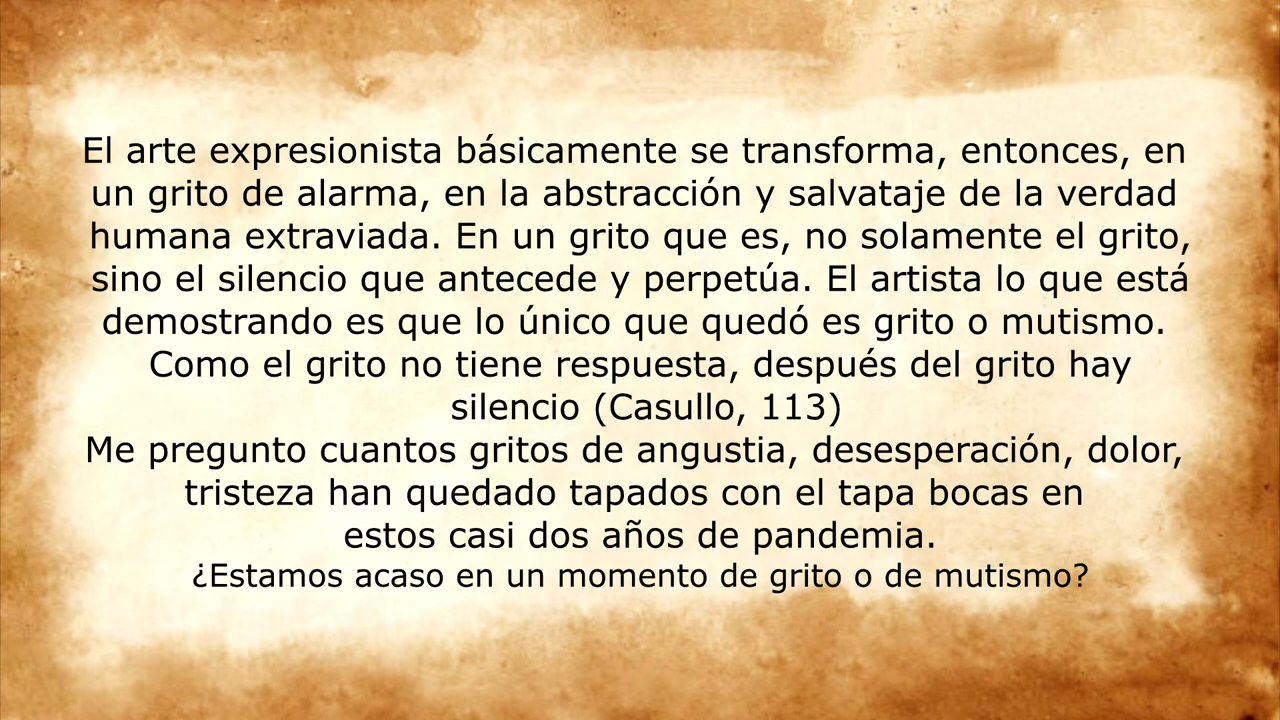 El arte expresionista básicamente se transforma, entonces, en
un grito de alarma, en la abstracción y salvataje de la verdad
humana extraviada. En un grito que es, no solamente el grito,
sino el silencio que antecede y perpetúa. El artista lo que está
demostrando es que lo único que quedó es grito o mutismo.
Como el grito no tiene respuesta, después del grito hay
silencio (Casullo, 113)
Me pregunto cuantos gritos de angustia, desesperación, dolor,
tristeza han quedado tapados con el tapa bocas en
estos casi dos años de pandemia.
¿Estamos acaso en un momento de grito o de mutismo?